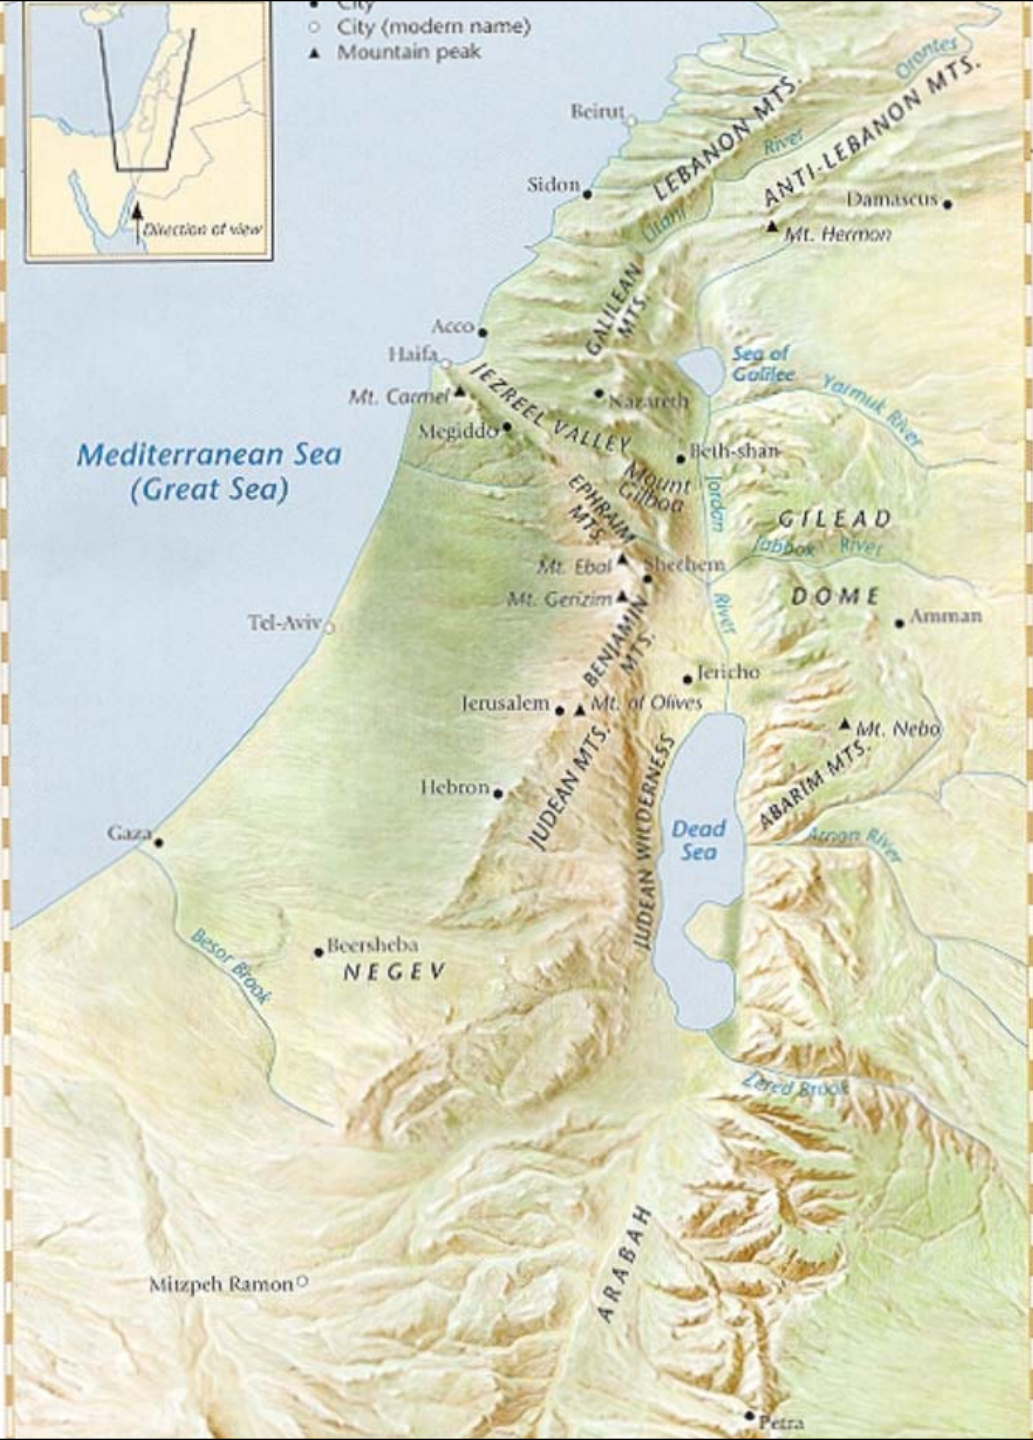 City
City (modern name)
Mountain peak
Direction of view
Orontes
River
LEBANON MTS.
ANTI-LEBANON MTS.
Beirut
Sidon
Litani
Damascus
Mt. Hermon
GALILEAN
MTS.
Acco
Haifa
Sea of
Galilee
Mt. Carmel
JEZREEL VALLEY
Nazareth
Yarmuk River
Megiddo
Beth-shan
Mediterranean Sea
(Great Sea)
Mount
Gilboa
EPHRAIM
MTS.
Jordan
River
GILEAD
Jabbok River
Mt. Ebal
Shechem
Mt. Gerizim
DOME
Tel-Aviv
Amman
BENJAMIN
MTS.
Jericho
Jerusalem
Mt. of Olives
Mt. Nebo
JUDEAN MTS.
JUDEAN WILDERNESS
ABARIM MTS.
Hebron
Gaza
Dead
Sea
Arnon River
Besor Brook
Beersheba
NEGEV
Zered Brook
ARABAH
Mitzpeh Ramon
Petra